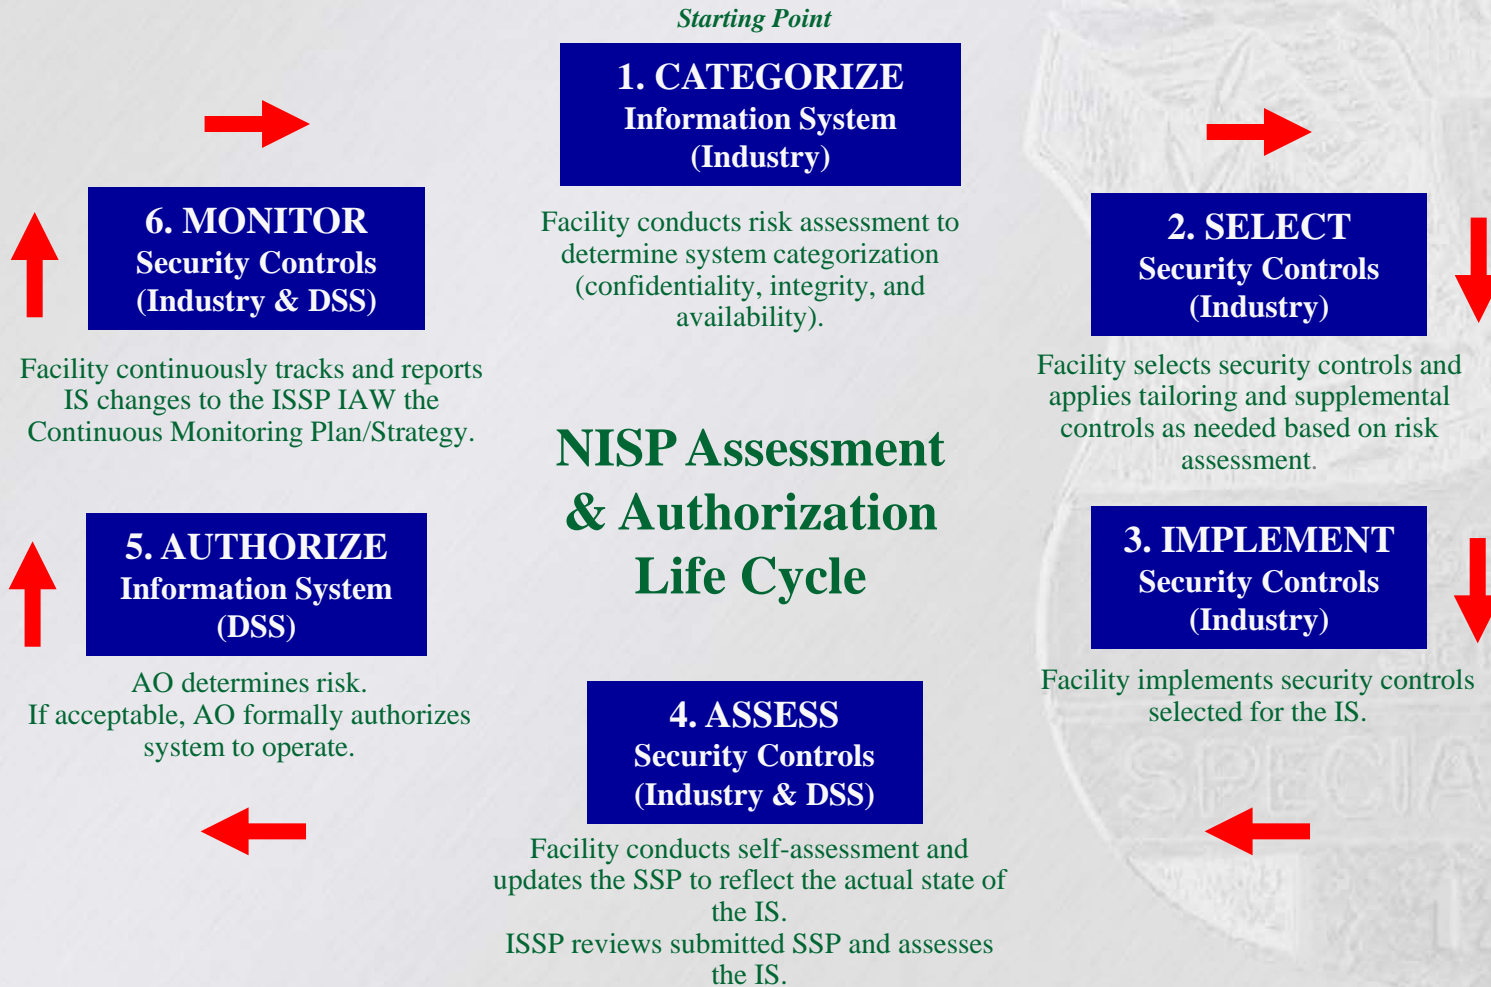 Starting Point
1. CATEGORIZE
Information System
(Industry)
Facility conducts risk assessment to
determine system categorization
(confidentiality, integrity, and
availability).
2. SELECT
Security Controls
(Industry)
Facility selects security controls and
applies tailoring and supplemental
controls as needed based on risk
assessment.
3. IMPLEMENT
Security Controls
(Industry)
Facility implements security controls
selected for the IS.
4. ASSESS
Security Controls
(Industry & DSS)
Facility conducts self-assessment and
updates the SSP to reflect the actual state of
the IS.
ISSP reviews submitted SSP and assesses
the IS.
5. AUTHORIZE
Information System
(DSS)
AO determines risk.
If acceptable, AO formally authorizes
system to operate.
6. MONITOR
Security Controls
(Industry & DSS)
Facility continuously tracks and reports
IS changes to the ISSP IAW the
Continuous Monitoring Plan/Strategy.
NISP Assessment
& Authorization
Life Cycle